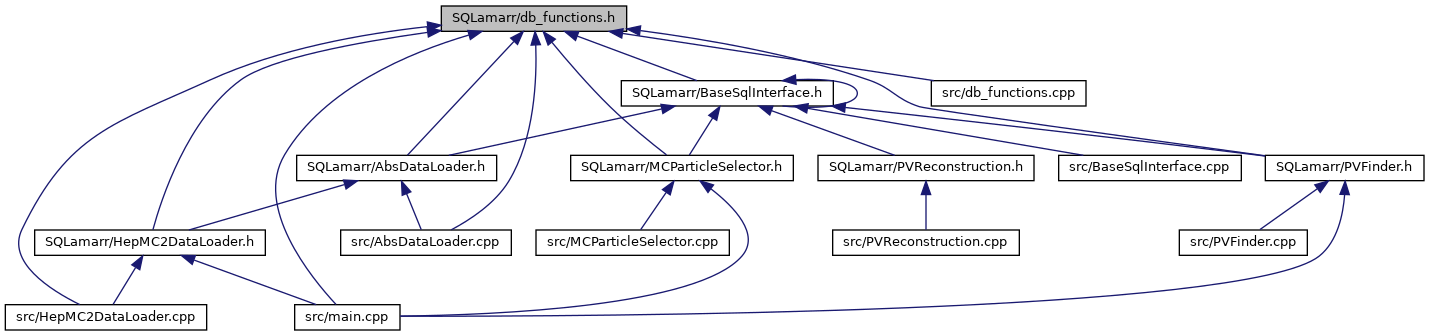 SQLamarr/db_functions.h
SQLamarr/BaseSqlInterface.h
src/db_functions.cpp
SQLamarr/AbsDataLoader.h
SQLamarr/MCParticleSelector.h
SQLamarr/PVReconstruction.h
src/BaseSqlInterface.cpp
SQLamarr/PVFinder.h
SQLamarr/HepMC2DataLoader.h
src/AbsDataLoader.cpp
src/MCParticleSelector.cpp
src/PVReconstruction.cpp
src/PVFinder.cpp
src/HepMC2DataLoader.cpp
src/main.cpp